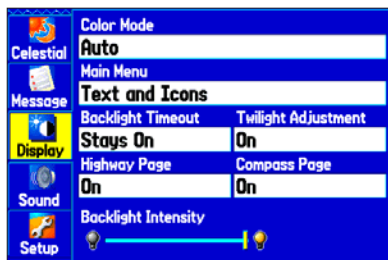 Celestial
Message
Display
Sound
Setup
Color Mode
Auto
Main Menu
Text and Icons
Backlight Timeout
Stays On
Twilight Adjustment
On
Highway Page
On
Compass Page
On
Backlight Intensity